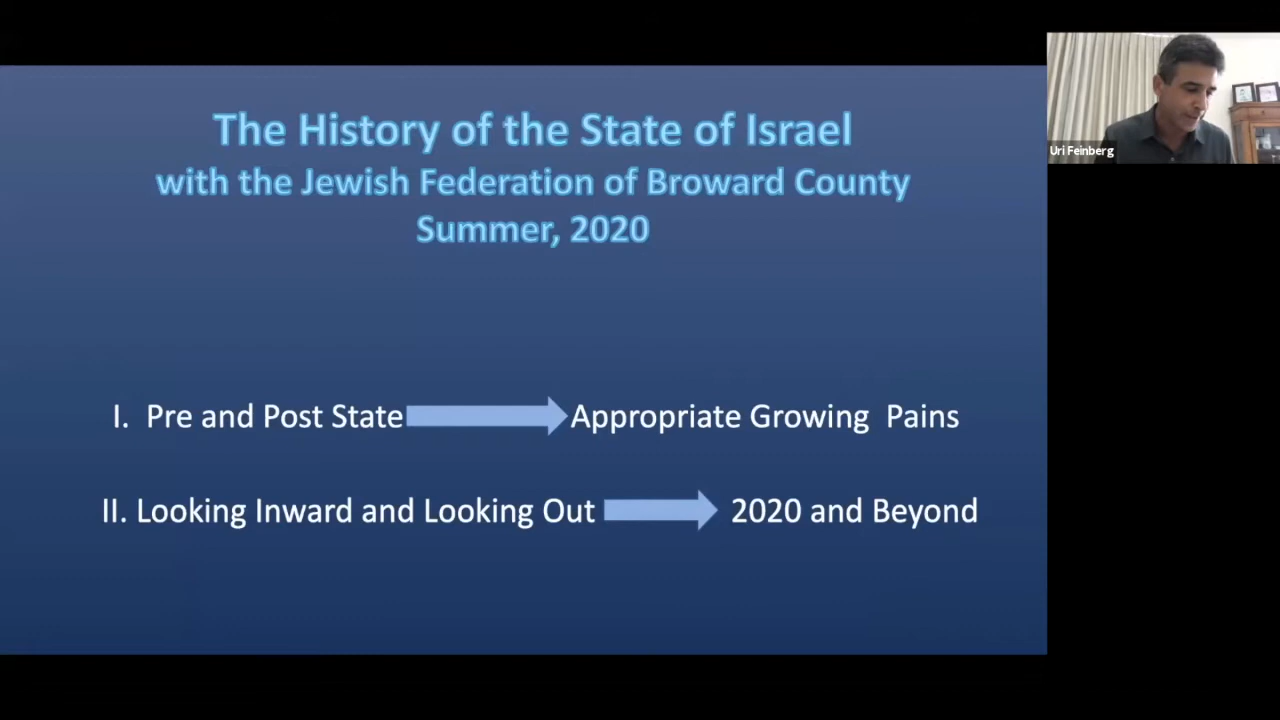 The History of the State of Israel
with the Jewish Federation of Broward County
Summer, 2020
I. Pre and Post State Appropriate Growing Pains
II. Looking Inward and Looking Out 2020 and Beyond
Uri Feinberg